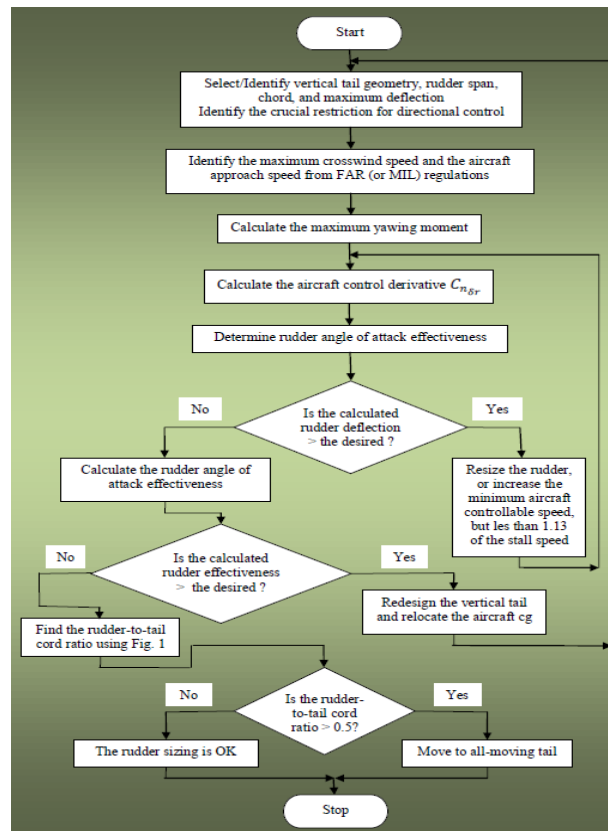 Start
Select/Identify vertical tail geometry, rudder span,
chord, and maximum deflection
Identify the crucial restriction for directional control
Identify the maximum crosswind speed and the aircraft
approach speed from FAR (or MIL) regulations
Calculate the maximum yawing moment
Calculate the aircraft control derivative $C_{n_{\delta r}}$
Determine rudder angle of attack effectiveness
No
Is the calculated
rudder deflection
> the desired ?
Yes
Calculate the rudder angle of
attack effectiveness
Resize the rudder,
or increase the
minimum aircraft
controllable speed,
but less than 1.13
of the stall speed
No
Is the calculated
rudder effectiveness
> the desired ?
Yes
Find the rudder-to-tail
cord ratio using Fig. 1
Redesign the vertical tail
and relocate the aircraft cg
No
Is the rudder-
to-tail cord
ratio > 0.5?
Yes
The rudder sizing is OK
Move to all-moving tail
Stop